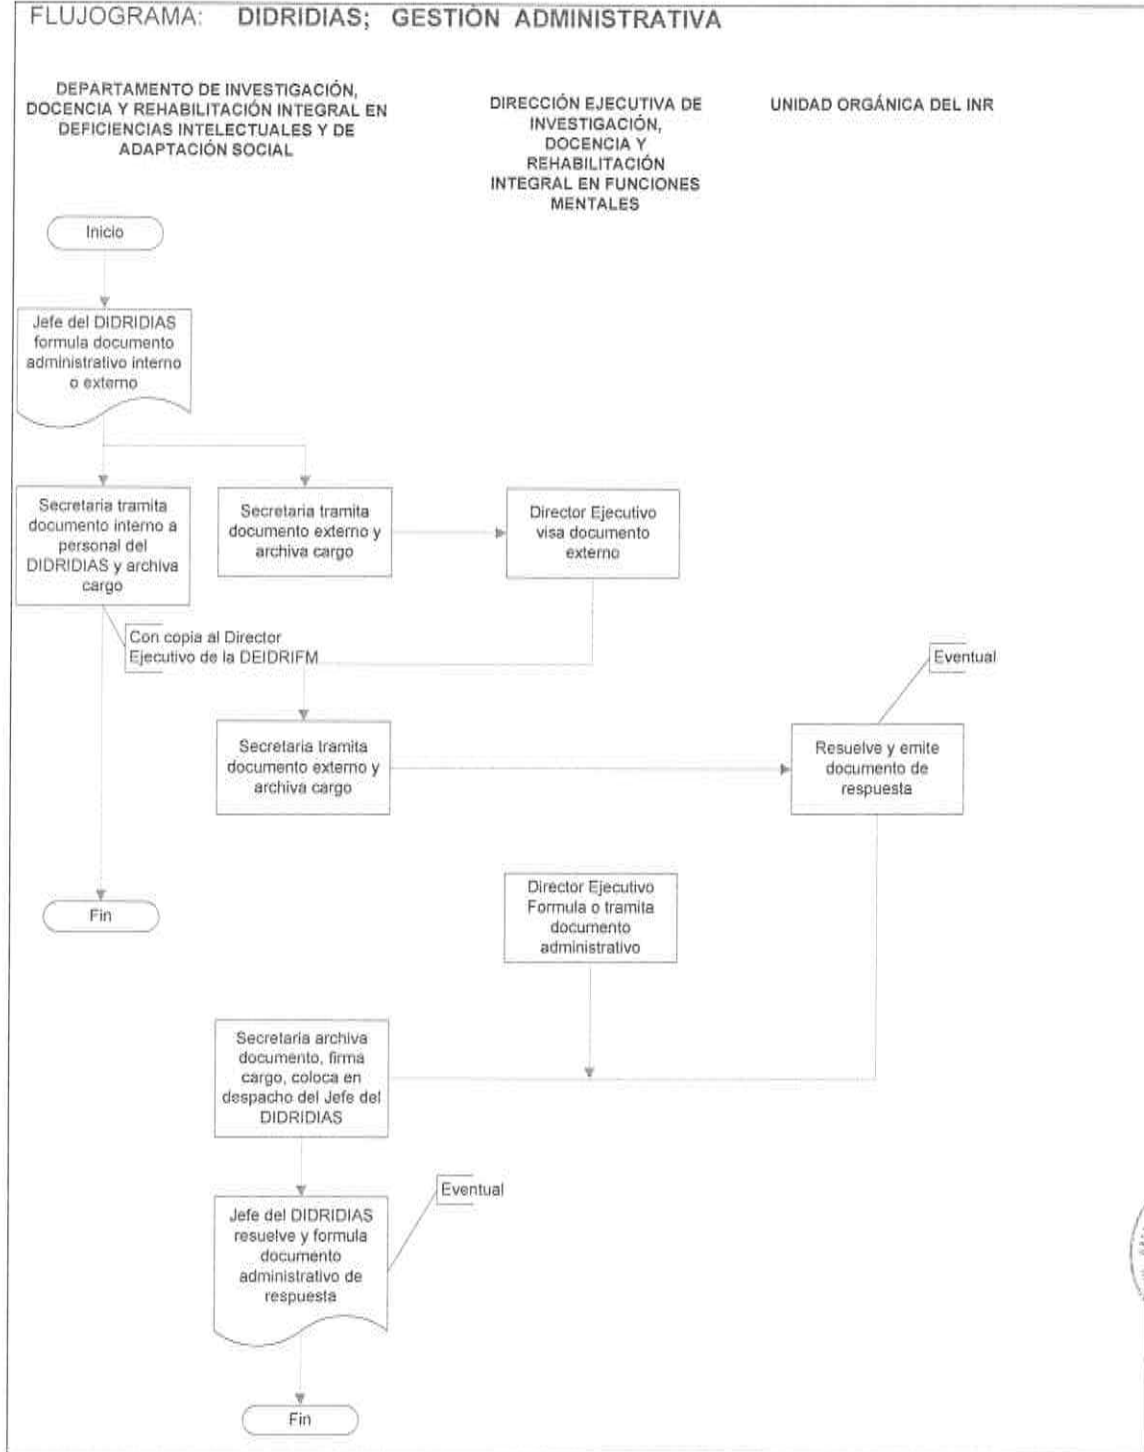 FLUJOGRAMA: DIDRIDIAS; GESTIÓN ADMINISTRATIVA
DEPARTAMENTO DE INVESTIGACIÓN,
DOCENCIA Y REHABILITACIÓN INTEGRAL EN
DEFICIENCIAS INTELECTUALES Y DE
ADAPTACIÓN SOCIAL
DIRECCIÓN EJECUTIVA DE
INVESTIGACIÓN,
DOCENCIA Y
REHABILITACIÓN
INTEGRAL EN FUNCIONES
MENTALES
UNIDAD ORGÁNICA DEL INR
Inicio
Jefe del DIDRIDIAS
formula documento
administrativo interno
o externo
Secretaria tramita
documento interno a
personal del
DIDRIDIAS y archiva
cargo
Secretaria tramita
documento externo y
archiva cargo
Director Ejecutivo
visa documento
externo
Con copia al Director
Ejecutivo de la DEIDRIFM
Eventual
Secretaria tramita
documento externo y
archiva cargo
Resuelve y emite
documento de
respuesta
Director Ejecutivo
Formula o tramita
documento
administrativo
Fin
Secretaria archiva
documento, firma
cargo, coloca en
despacho del Jefe del
DIDRIDIAS
Eventual
Jefe del DIDRIDIAS
resuelve y formula
documento
administrativo de
respuesta
Fin